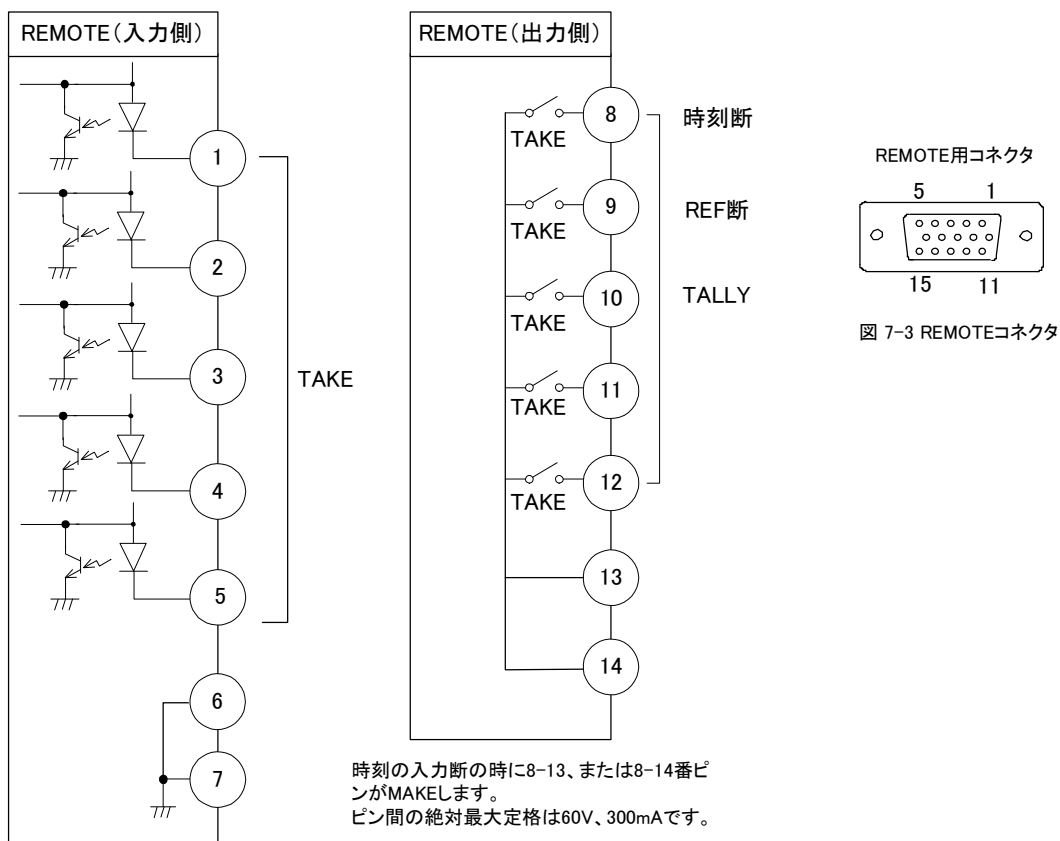 REMOTE(入力側)
1
2
3
4
5
6
7
TAKE
REMOTE(出力側)
8
TAKE
時刻断
9
TAKE
REF断
10
TAKE
TALLY
11
TAKE
12
TAKE
13
14
時刻の入力断の時に8-13、または8-14番ピ
ンがMAKEします。
ピン間の絶対最大定格は60V、300mAです。
REMOTE用コネクタ
5 1
15 11
図 7-3 REMOTEコネクタ